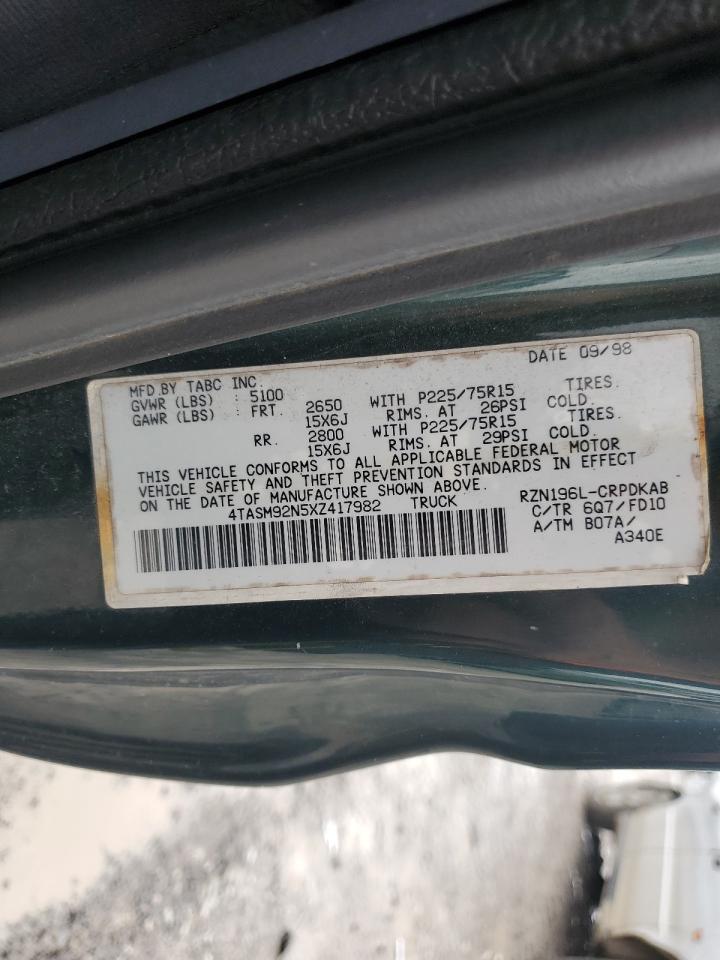 DATE 09/98
MFD.BY TABC INC.
GVWR (LBS) : 5100
GAWR (LBS) : FRT. 2650 WITH P225/75R15 TIRES.
15X6J RIMS. AT 26PSI COLD.
RR. 2800 WITH P225/75R15 TIRES.
15X6J RIMS. AT 29PSI COLD.
THIS VEHICLE CONFORMS TO ALL APPLICABLE FEDERAL MOTOR
VEHICLE SAFETY AND THEFT PREVENTION STANDARDS IN EFFECT
ON THE DATE OF MANUFACTURE SHOWN ABOVE.
4TASM92N5XZ417982 TRUCK RZN196L-CRPDKAB
C/TR 6Q7/FD10
A/TM B07A/
A340E